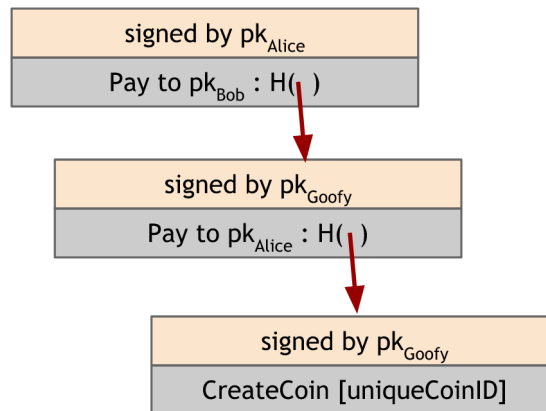 signed by pkAlice
Pay to pkBob : H( )
signed by pkGoofy
Pay to pkAlice : H( )
signed by pkGoofy
CreateCoin [uniqueCoinID]